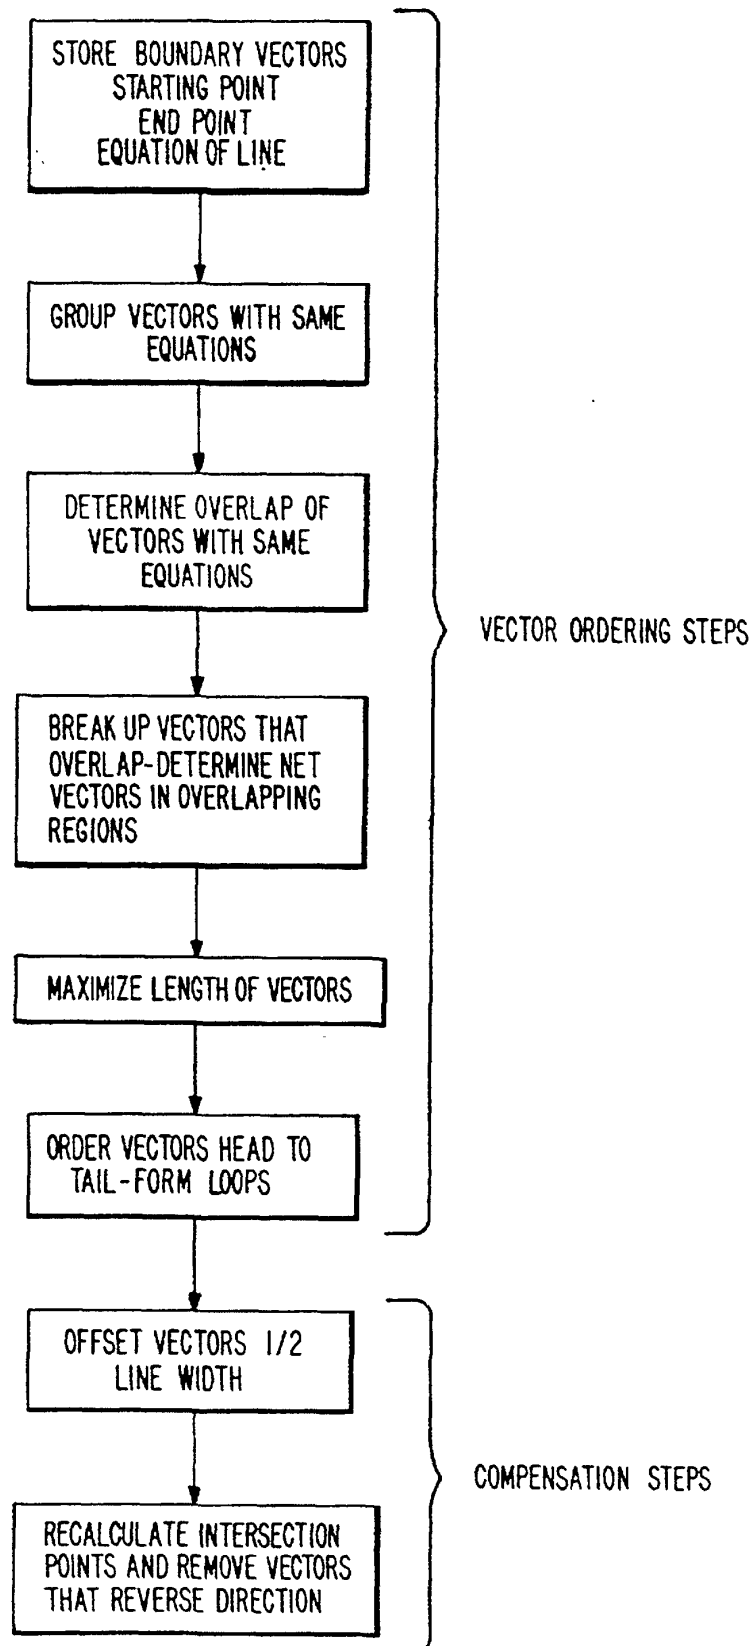 STORE BOUNDARY VECTORS
STARTING POINT
END POINT
EQUATION OF LINE
GROUP VECTORS WITH SAME
EQUATIONS
DETERMINE OVERLAP OF
VECTORS WITH SAME
EQUATIONS
BREAK UP VECTORS THAT
OVERLAP-DETERMINE NET
VECTORS IN OVERLAPPING
REGIONS
MAXIMIZE LENGTH OF VECTORS
ORDER VECTORS HEAD TO
TAIL-FORM LOOPS
VECTOR ORDERING STEPS
OFFSET VECTORS 1/2
LINE WIDTH
RECALCULATE INTERSECTION
POINTS AND REMOVE VECTORS
THAT REVERSE DIRECTION
COMPENSATION STEPS